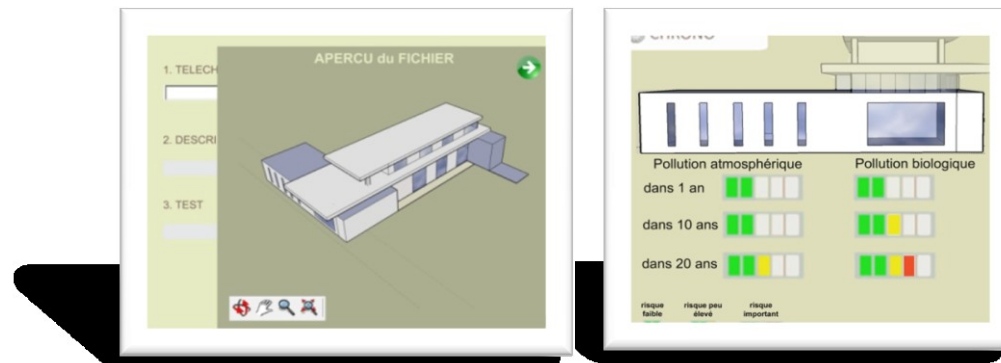 APERCU du FICHIER
1. TELECH
2. DESCRI
3. TEST
CHRONO
Pollution atmosphérique Pollution biologique
dans 1 an
dans 10 ans
dans 20 ans
risque faible
risque peu élevé
risque important